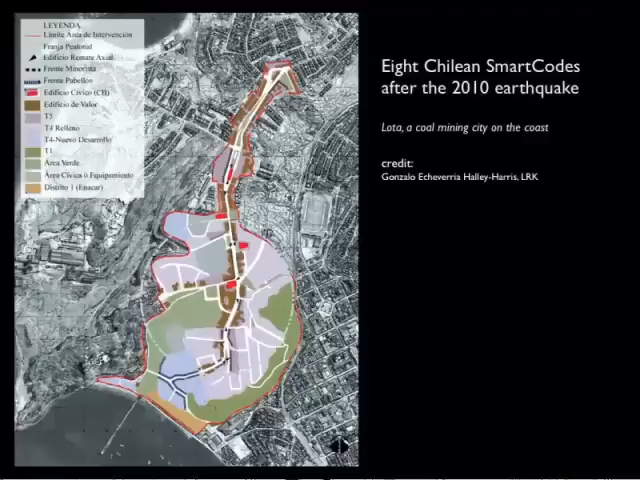 LEYENDA
Límite Área de Intervención
Franja Peatonal
Edificio Remate Axial
Frente Minorista
Frente Pabellón
Edificio Cívico (CB)
Edificio de Valor
T5
T4 Relleno
T4-Nuevo Desarrollo
T1
Área Verde
Área Cívica ó Equipamiento
Distrito 1 (Enacar)
Eight Chilean SmartCodes
after the 2010 earthquake
Lota, a coal mining city on the coast
credit:
Gonzalo Echeverria Halley-Harris, LRK